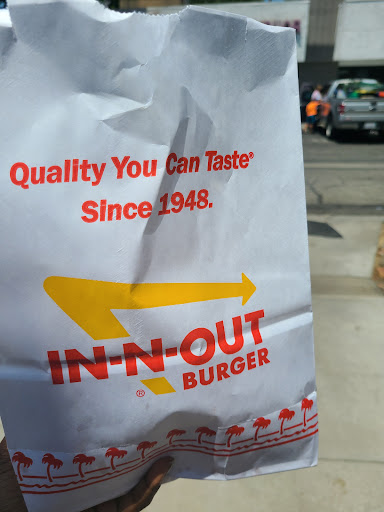 Quality You Can Taste®
Since 1948.
IN-N-OUT
BURGER
®